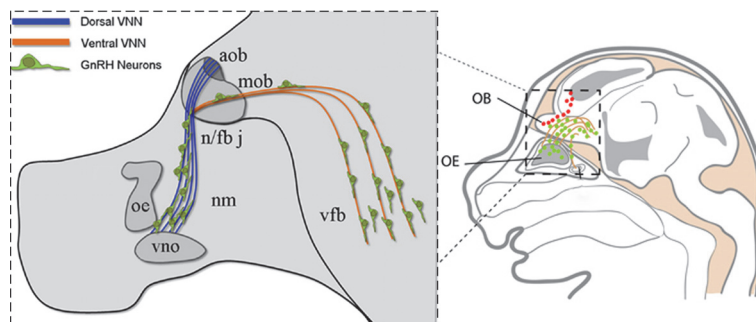 Dorsal VNN
Ventral VNN
GnRH Neurons
aob
mob
n/fb j
oe
nm
vfb
vno
OB
OE